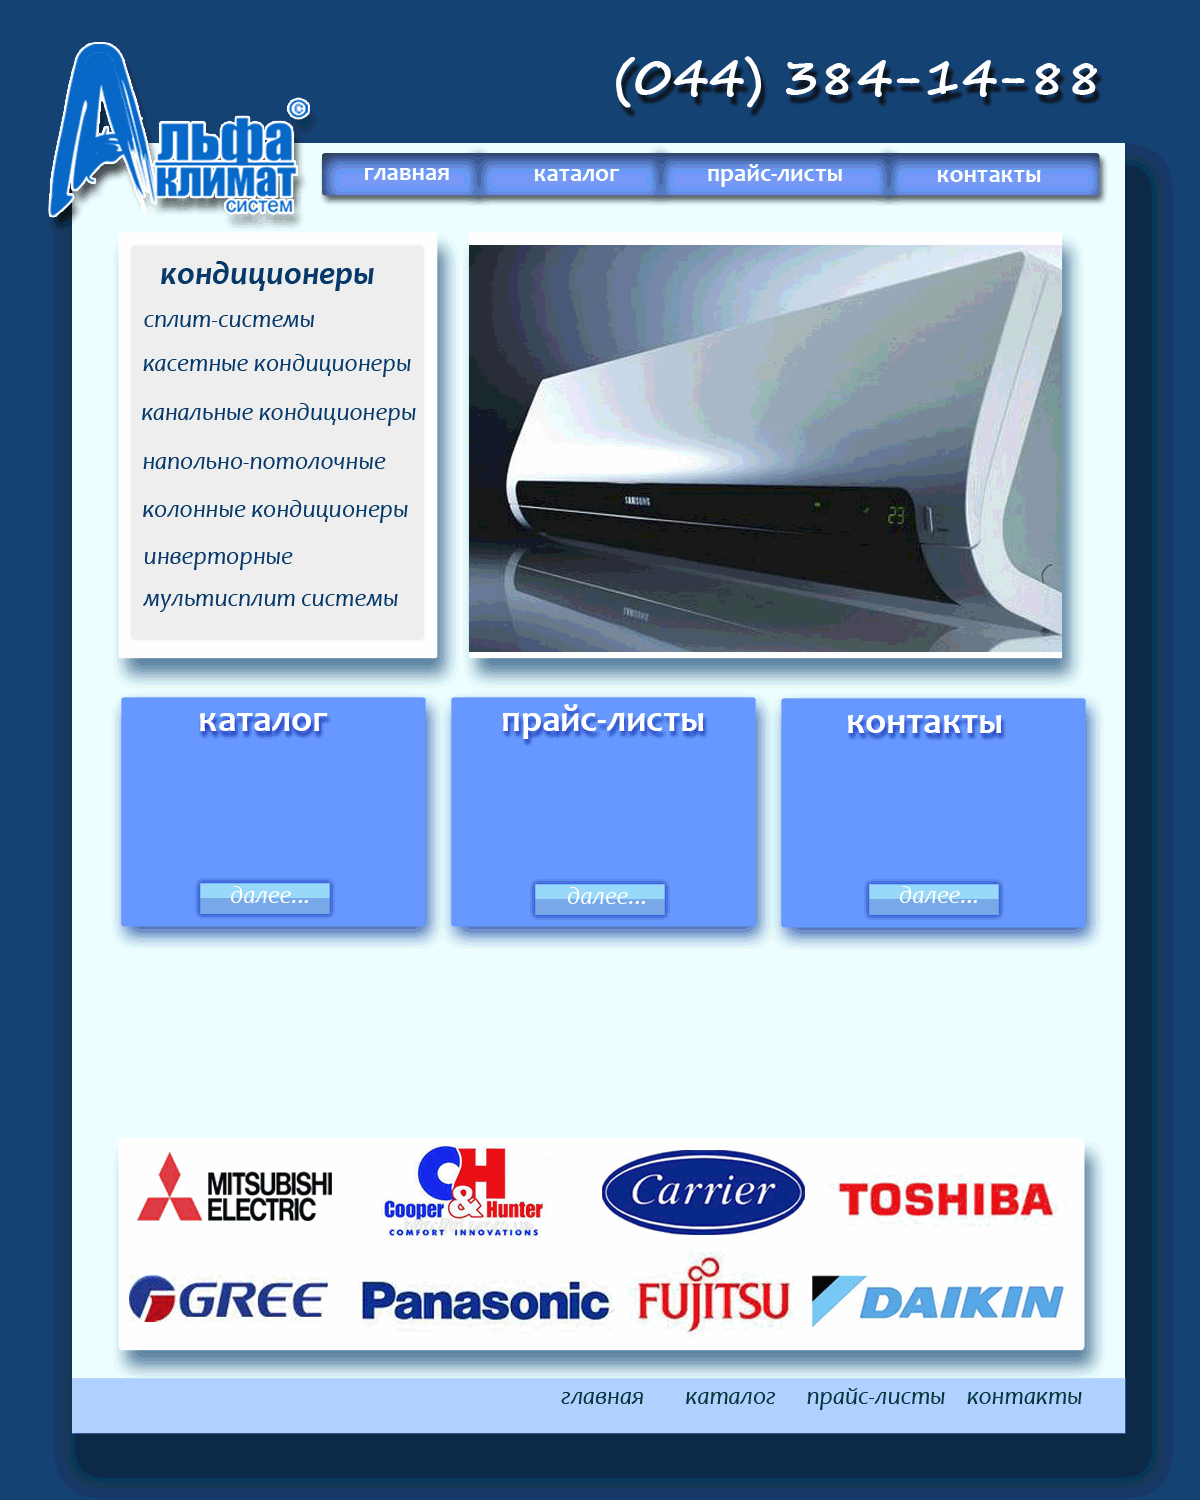 (044) 384-14-88
Альфа ©
климат
систем
главная каталог прайс-листы контакты
кондиционеры
сплит-системы
касетные кондиционеры
канальные кондиционеры
напольно-потолочные
колонные кондиционеры
инверторные
мультисплит системы
SAMSUNG
23
каталог
далее...
прайс-листы
далее...
контакты
далее...
MITSUBISHI
ELECTRIC
CH
Cooper & Hunter
COMFORT INNOVATIONS
Carrier
TOSHIBA
GREE
Panasonic
FUJITSU
DAIKIN
главная каталог прайс-листы контакты